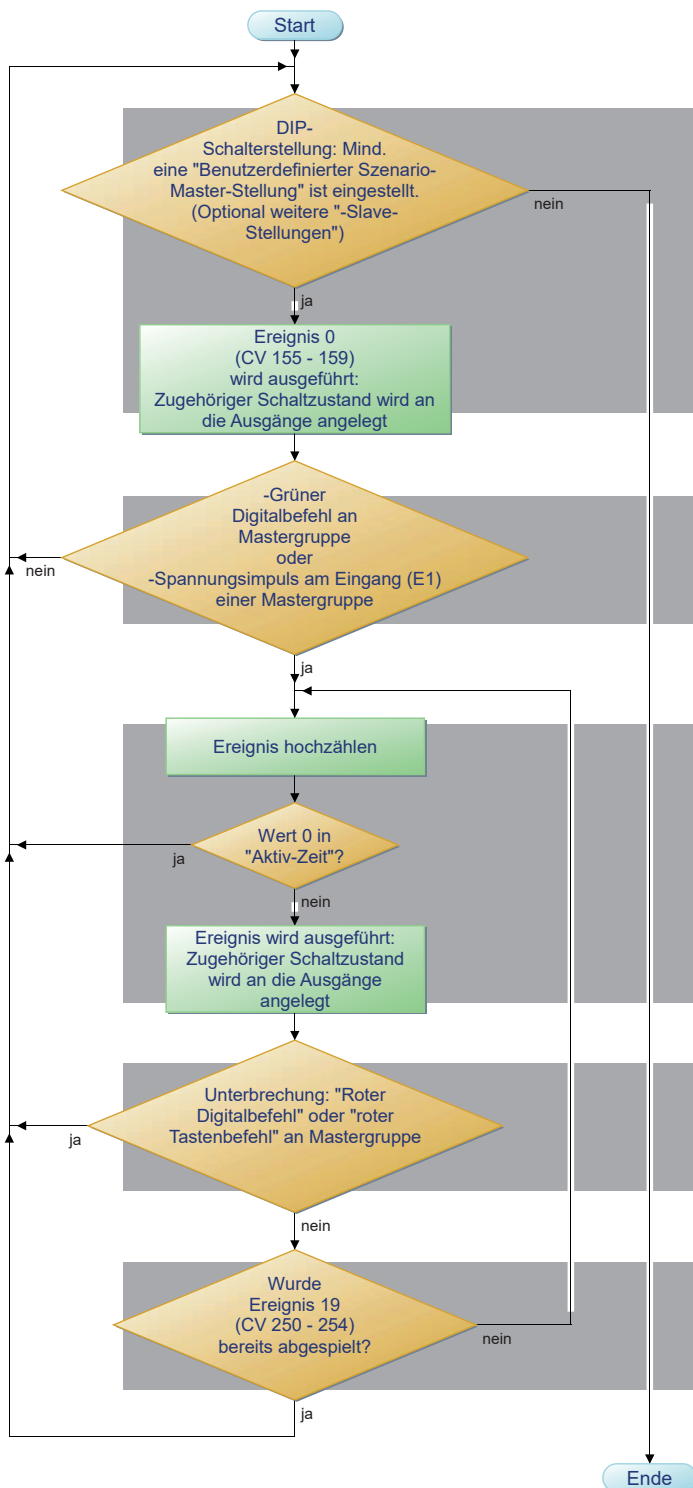 Start
DIP-
Schalterstellung: Mind.
eine "Benutzerdefinierter Szenario-
Master-Stellung" ist eingestellt.
(Optional weitere "-Slave-
Stellungen")
nein
ja
Ereignis 0
(CV 155 - 159)
wird ausgeführt:
Zugehöriger Schaltzustand wird an
die Ausgänge angelegt
-Grüner
Digitalbefehl an
Mastergruppe
oder
-Spannungsimpuls am Eingang (E1)
einer Mastergruppe
nein
ja
Ereignis hochzählen
Wert 0 in
"Aktiv-Zeit"?
ja
nein
Ereignis wird ausgeführt:
Zugehöriger Schaltzustand
wird an die Ausgänge
angelegt
Unterbrechung: "Roter
Digitalbefehl" oder "roter
Tastenbefehl" an Mastergruppe
ja
nein
Wurde
Ereignis 19
(CV 250 - 254)
bereits abgespielt?
nein
ja
Ende